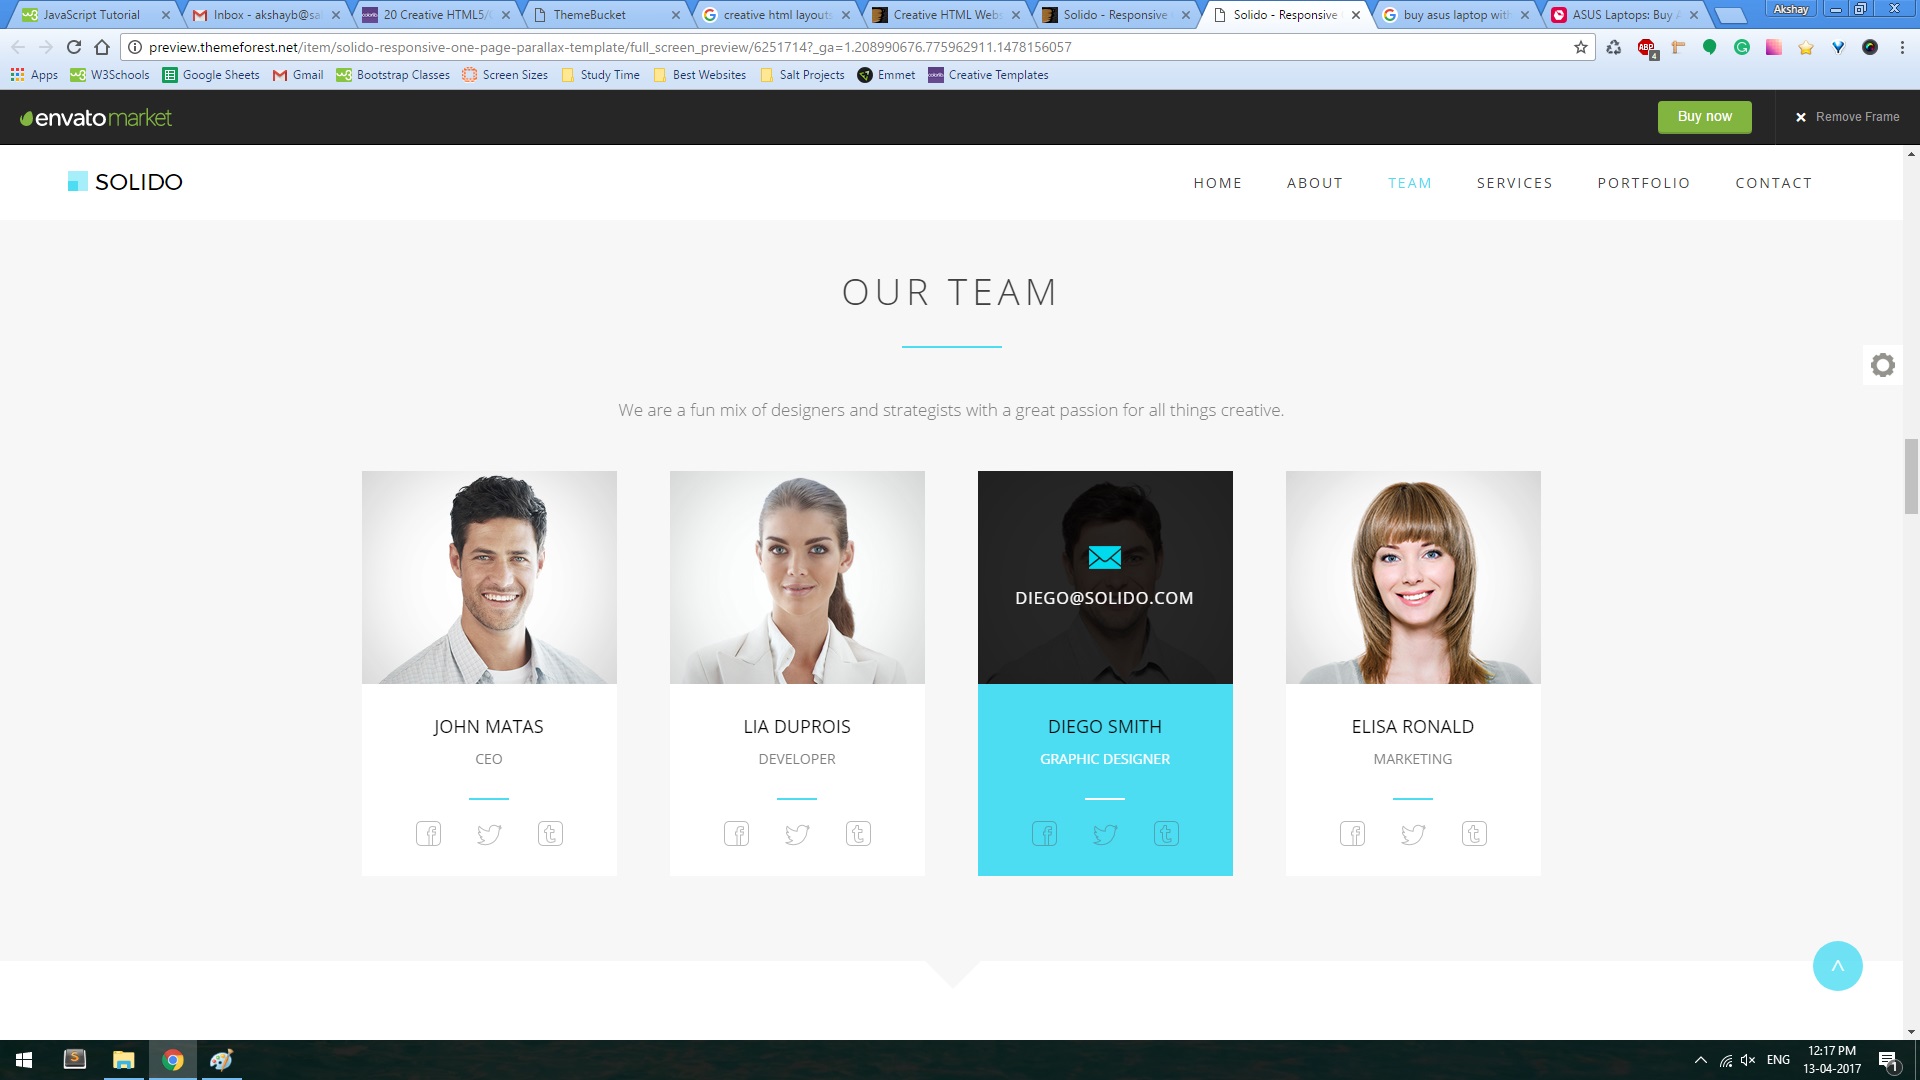 JavaScript Tutorial
Inbox - akshayb@sa
20 Creative HTML5/
ThemeBucket
creative html layouts
Creative HTML Web
Solido - Responsive
Solido - Responsive
buy asus laptop with
ASUS Laptops: Buy A
Akshay
preview.themeforest.net/item/solido-responsive-one-page-parallax-template/full_screen_preview/6251714?_ga=1.208990676.775962911.1478156057
ABP
4
Apps W3Schools Google Sheets Gmail Bootstrap Classes Screen Sizes Study Time Best Websites Salt Projects Emmet Creative Templates
envatomarket
Buy now
Remove Frame
SOLIDO
HOME ABOUT TEAM SERVICES PORTFOLIO CONTACT
OUR TEAM
We are a fun mix of designers and strategists with a great passion for all things creative.
DIEGO@SOLIDO.COM
JOHN MATAS
CEO
LIA DUPROIS
DEVELOPER
DIEGO SMITH
GRAPHIC DESIGNER
ELISA RONALD
MARKETING
ENG
12:17 PM
13-04-2017
1